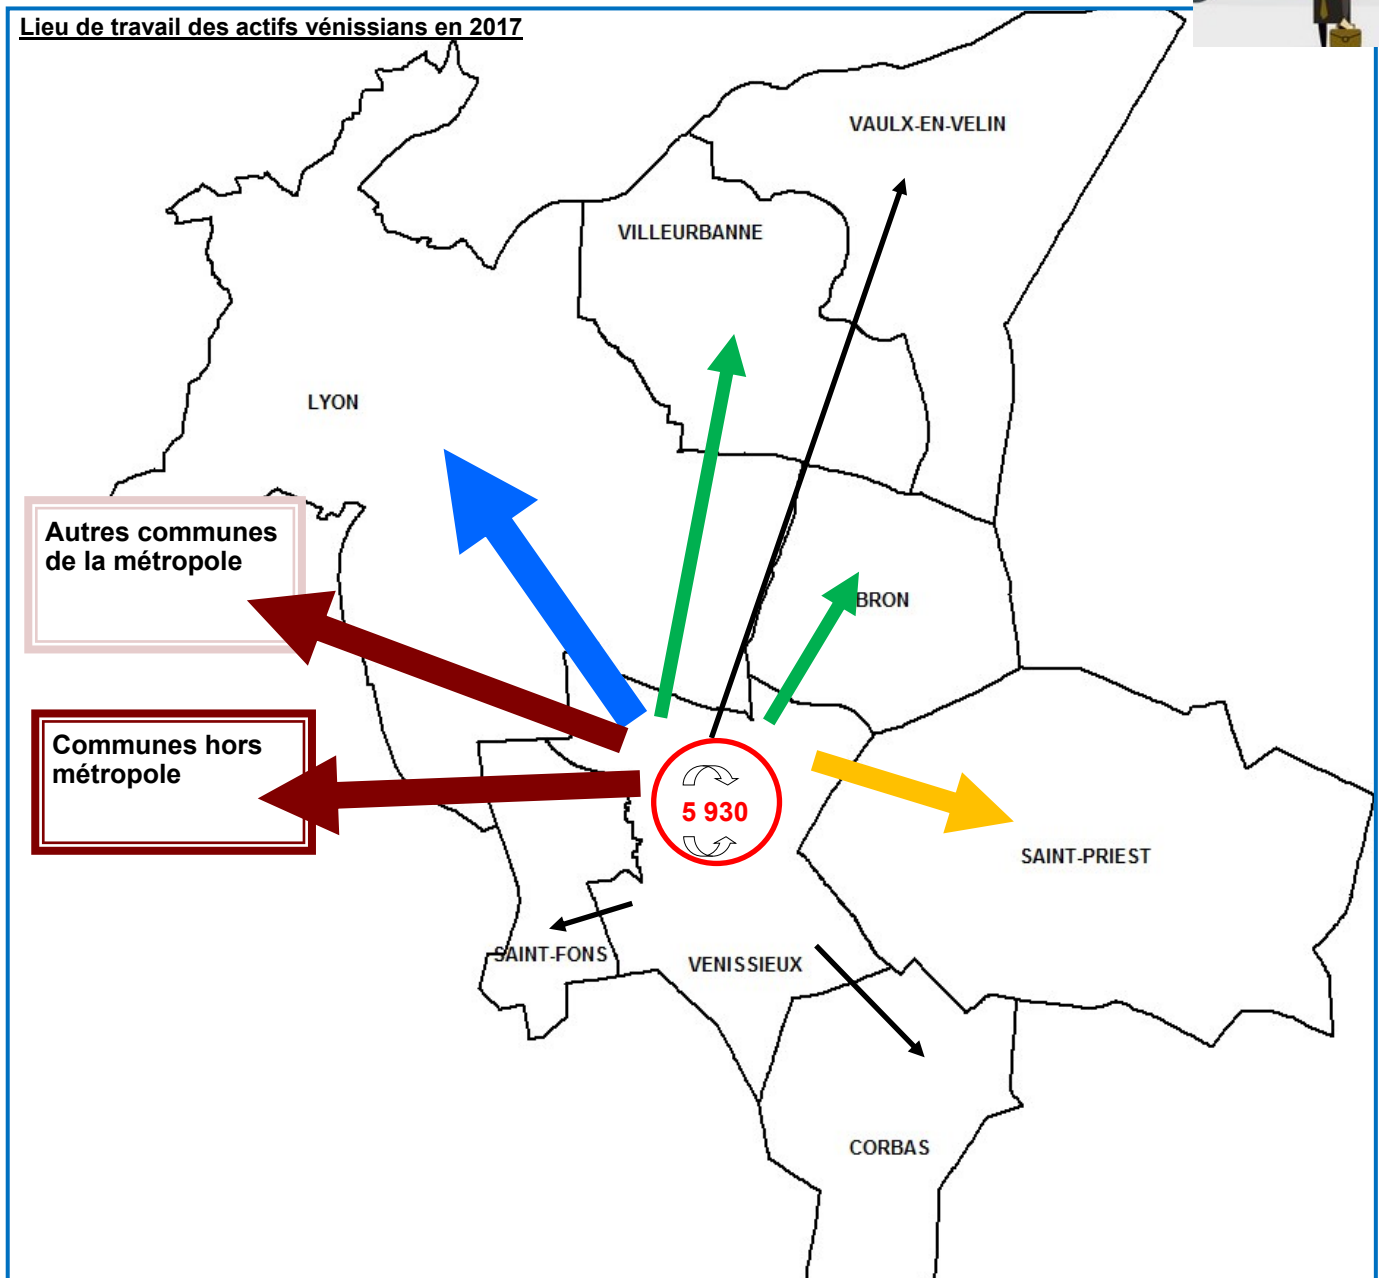 Lieu de travail des actifs vénissians en 2017
VAULX-EN-VELIN
VILLEURBANNE
LYON
Autres communes
de la métropole
BRON
Communes hors
métropole
5 930
SAINT-PRIEST
SAINT-FONS
VENISSIEUX
CORBAS